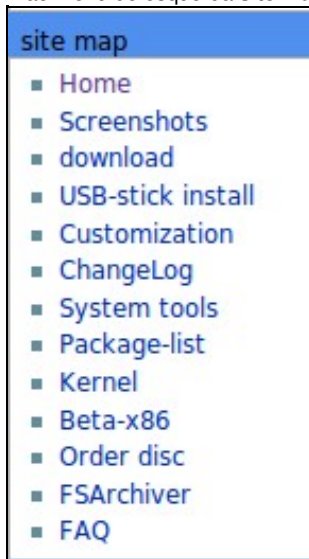 site map
Home
Screenshots
download
USB-stick install
Customization
ChangeLog
System tools
Package-list
Kernel
Beta-x86
Order disc
FSArchiver
FAQ